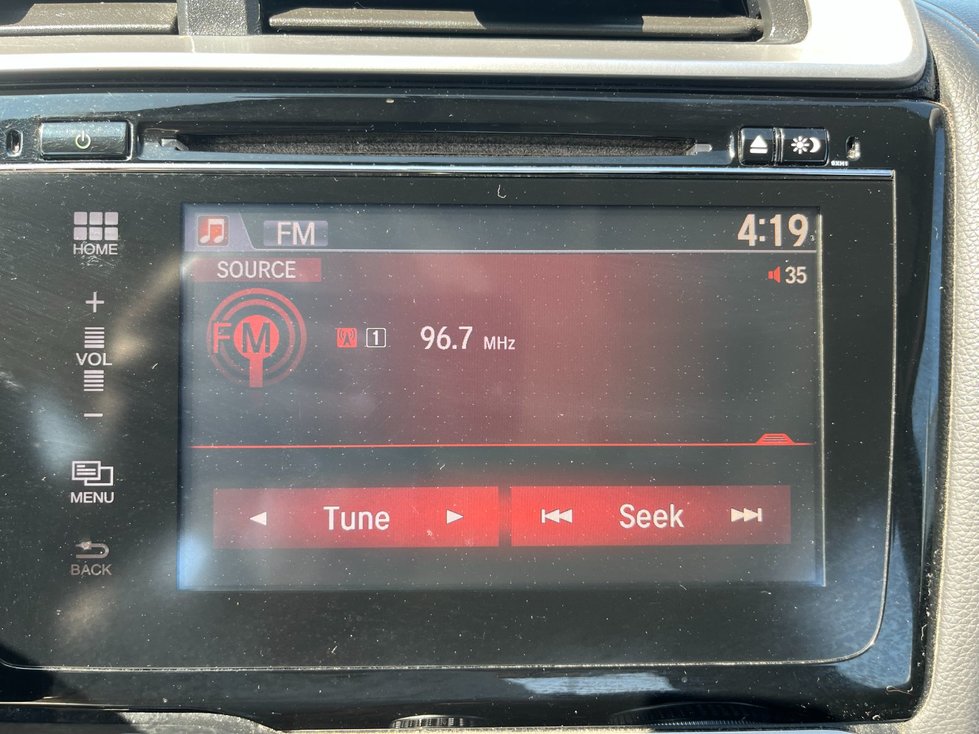 HOME
+
VOL
−
MENU
BACK
FM
4:19
SOURCE
35
FM
1
96.7 MHz
Tune
Seek